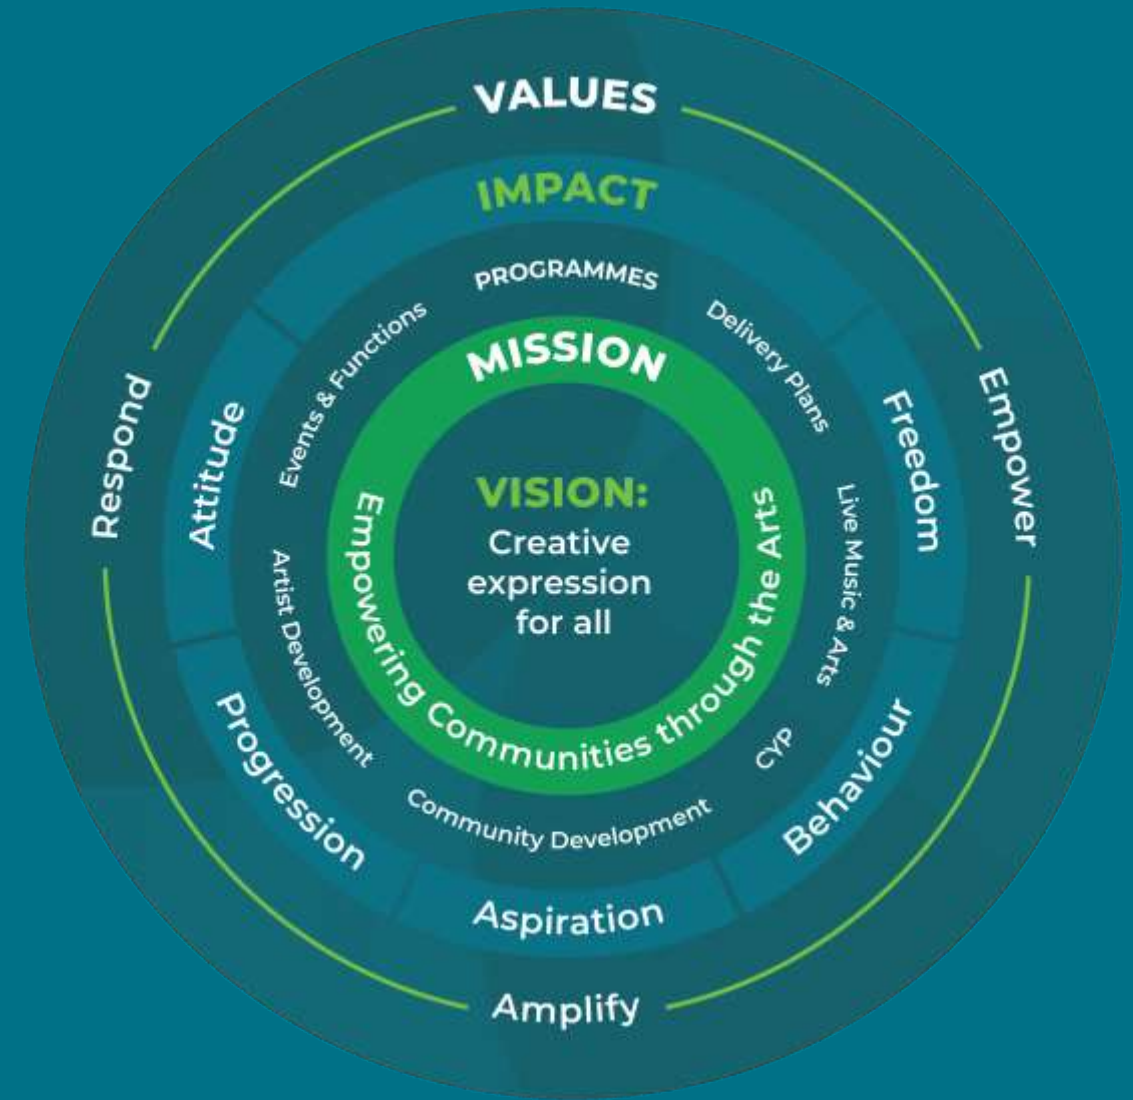 VALUES
Empower
Amplify
Respond
IMPACT
Freedom
Behaviour
Aspiration
Progression
Attitude
PROGRAMMES
Delivery Plans
Live Music & Arts
CYP
Community Development
Artist Development
Events & Functions
MISSION
Empowering Communities through the Arts
VISION:
Creative
expression
for all